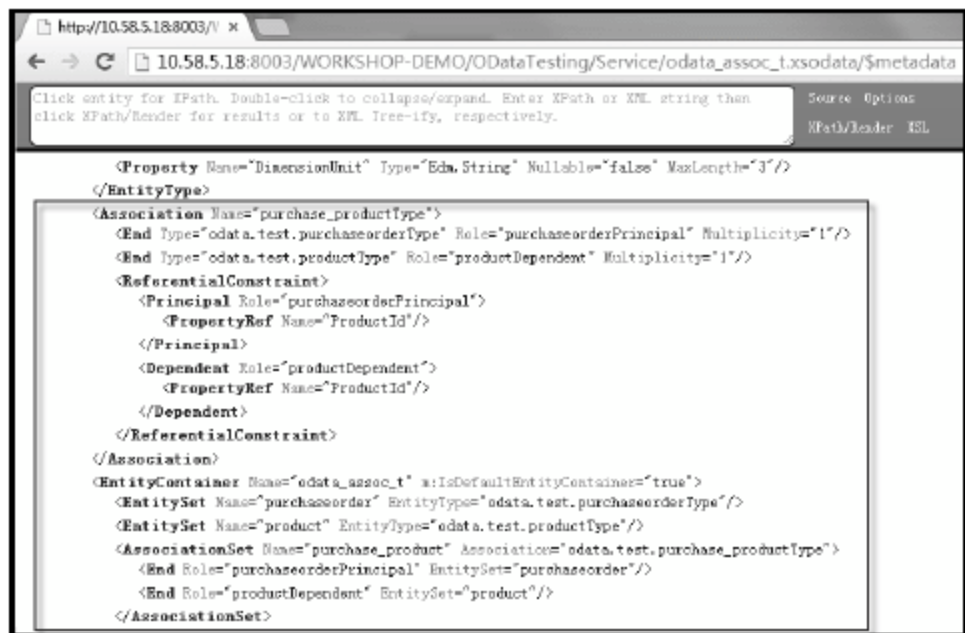 http://10.58.5.18:8003/V ×
10.58.5.18:8003/WORKSHOP-DEMO/ODataTesting/Service/odata_assoc_t.xsodata/$metadata
Click entity for XPath. Double-click to collapse/expand. Enter XPath or XML string then
click XPath/Render for results or to XML Tree-ify, respectively.
Source Options
XPath/Render XSL
<Property Name="DimensionUnit" Type="Edm.String" Nullable="false" MaxLength="3"/>
</EntityType>
<Association Name="purchase_productType">
<End Type="odata.test.purchaseorderType" Role="purchaseorderPrincipal" Multiplicity="1"/>
<End Type="odata.test.productType" Role="productDependent" Multiplicity="1"/>
<ReferentialConstraint>
<Principal Role="purchaseorderPrincipal">
<PropertyRef Name="ProductId"/>
</Principal>
<Dependent Role="productDependent">
<PropertyRef Name="ProductId"/>
</Dependent>
</ReferentialConstraint>
</Association>
<EntityContainer Name="odata_assoc_t" m:IsDefaultEntityContainer="true">
<EntitySet Name="purchaseorder" EntityType="odata.test.purchaseorderType"/>
<EntitySet Name="product" EntityType="odata.test.productType"/>
<AssociationSet Name="purchase_product" Association="odata.test.purchase_productType">
<End Role="purchaseorderPrincipal" EntitySet="purchaseorder"/>
<End Role="productDependent" EntitySet="product"/>
</AssociationSet>